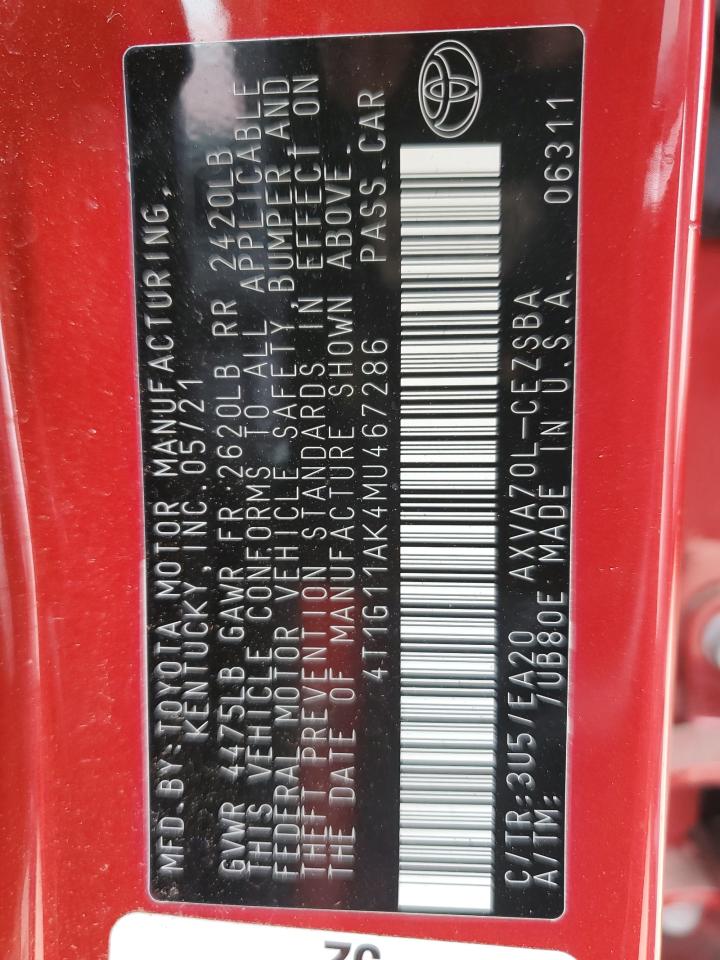 MFD.BY:TOYOTA MOTOR MANUFACTURING,
KENTUCKY,INC.05/21
GVWR 4475LB GAWR FR 2620LB RR 2420LB
THIS VEHICLE CONFORMS TO ALL APPLICABLE
FEDERAL MOTOR VEHICLE SAFETY,BUMPER,AND
THEFT PREVENTION STANDARDS IN EFFECT ON
THE DATE OF MANUFACTURE SHOWN ABOVE.
4T1G11AK4MU467286 PASS.CAR
C/TR:3U5/EA20 AXVA70L-CEZSBA
A/TM: /UB80E MADE IN U.S.A. 06311